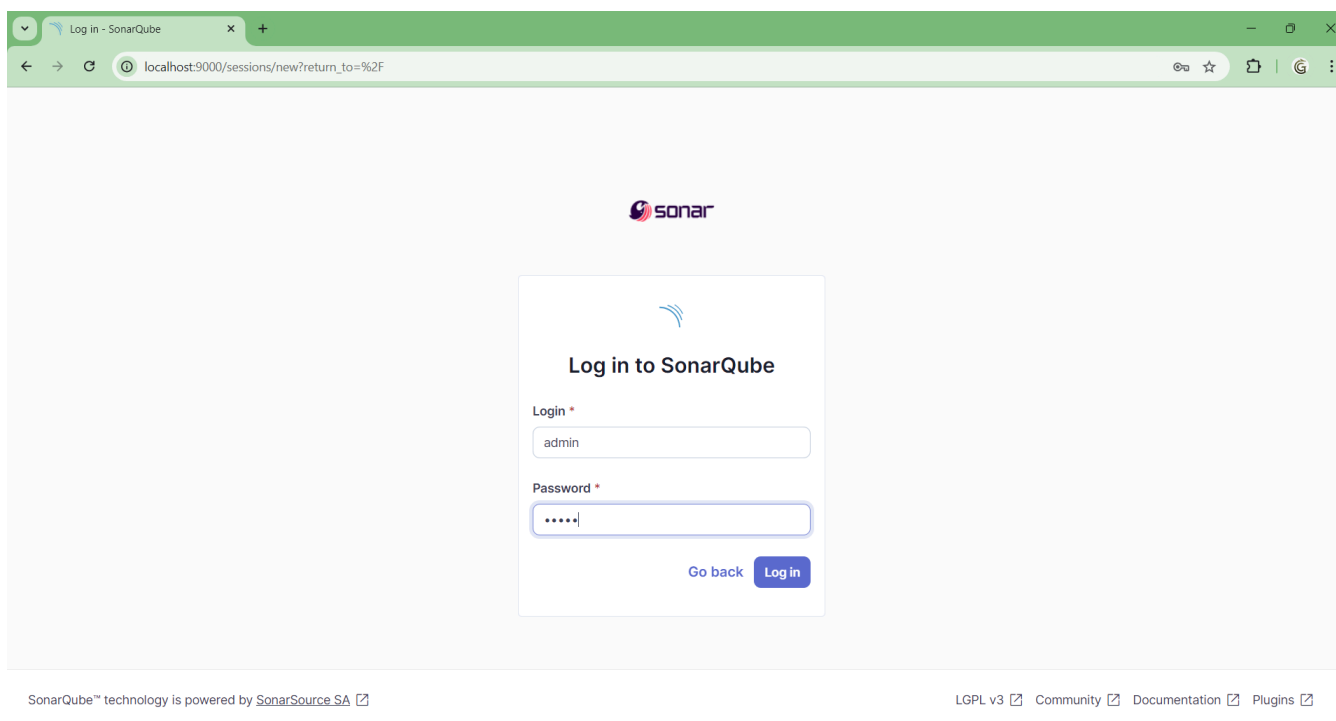 Log in - SonarQube
localhost:9000/sessions/new?return_to=%2F
sonar
Log in to SonarQube
Login *
admin
Password *
•••••
Go back Log in
SonarQube™ technology is powered by SonarSource SA LGPL v3 Community Documentation Plugins